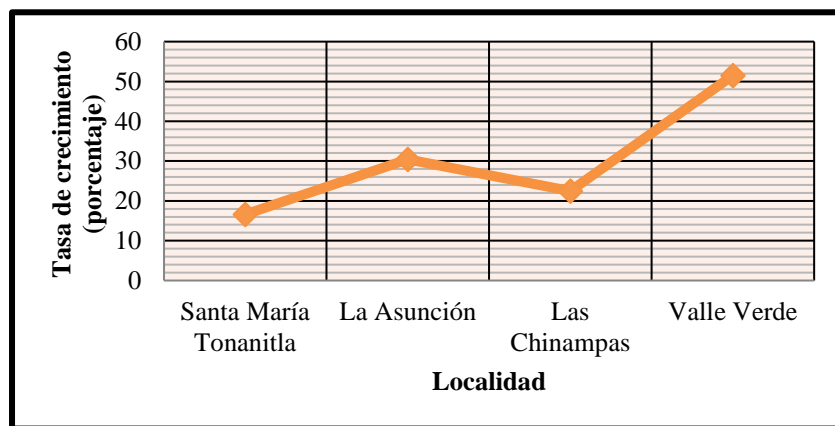 Tasa de crecimiento
(porcentaje)
60
50
40
30
20
10
0
Santa María
Tonanitla
La Asunción
Las
Chinampas
Valle Verde
Localidad